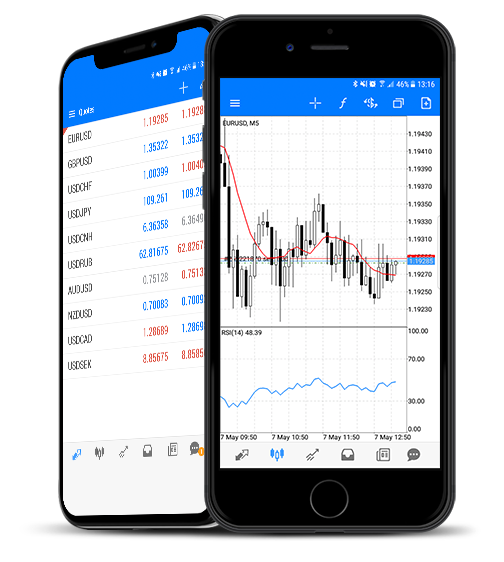 13:
Quotes
EURUSD 1.19285 1.1928
GBPUSD 1.35322 1.3532
USDCHF 1.00399 1.0040
USDJPY 109.261 109.26
USDCNH 6.36358 6.3649
USDRUB 62.81675 62.8267
AUDUSD 0.75128 0.7513
NZDUSD 0.70083 0.7009
USDCAD 1.28689 1.2869
USDSEK 8.85675 8.8585
46% 13:16
f $
EURUSD, M5
1.19430
1.19410
1.19390
1.19370
1.19350
1.19330
1.19310
1.19285
1.19270
1.19250
1.19230
RSI(14) 48.39
100.00
70.00
30.00
0.00
7 May 09:50 7 May 10:50 7 May 11:50 7 May 12:50